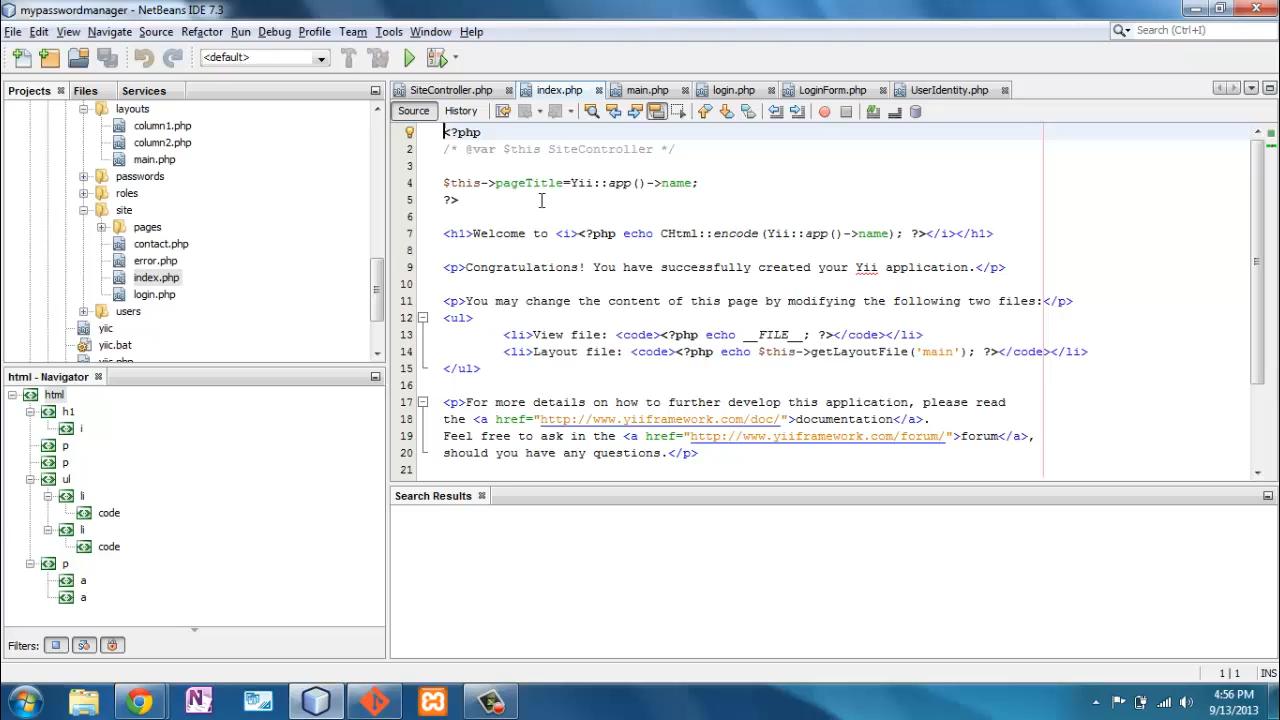 mypasswordmanager - NetBeans IDE 7.3
File Edit View Navigate Source Refactor Run Debug Profile Team Tools Window Help
Search (Ctrl+I)
<default>
Projects Files Services
SiteController.php index.php main.php login.php LoginForm.php UserIdentity.php
Source History
layouts
column1.php
column2.php
main.php
passwords
roles
site
pages
contact.php
error.php
index.php
login.php
users
yiic
yiic.bat
yiic.php
<?php
2 /* @var $this SiteController */
3
4 $this->pageTitle=Yii::app()->name;
5 ?>
6
7 <h1>Welcome to <i><?php echo CHtml::encode(Yii::app()->name); ?></i></h1>
8
9 <p>Congratulations! You have successfully created your Yii application.</p>
10
11 <p>You may change the content of this page by modifying the following two files:</p>
12 <ul>
13 <li>View file: <code><?php echo __FILE__; ?></code></li>
14 <li>Layout file: <code><?php echo $this->getLayoutFile('main'); ?></code></li>
15 </ul>
16
17 <p>For more details on how to further develop this application, please read
18 the <a href="http://www.yiiframework.com/doc/">documentation</a>.
19 Feel free to ask in the <a href="http://www.yiiframework.com/forum/">forum</a>,
20 should you have any questions.</p>
21
html - Navigator
html
h1
i
p
p
ul
li
code
li
code
p
a
a
Filters:
Search Results
1 | 1 INS
4:56 PM
9/13/2013